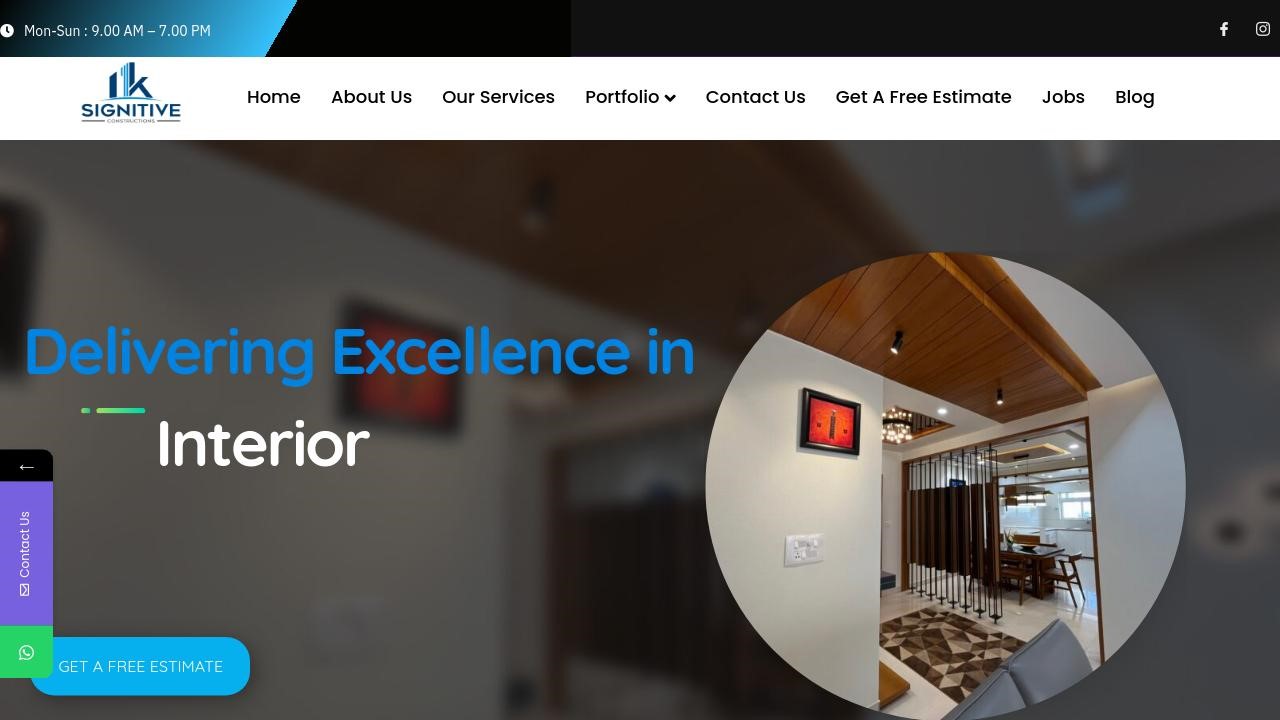 Mon-Sun : 9.00 AM – 7.00 PM
SIGNITIVE
CONSTRUCTIONS
Home About Us Our Services Portfolio Contact Us Get A Free Estimate Jobs Blog
Delivering Excellence in
Interior
←
Contact Us
GET A FREE ESTIMATE